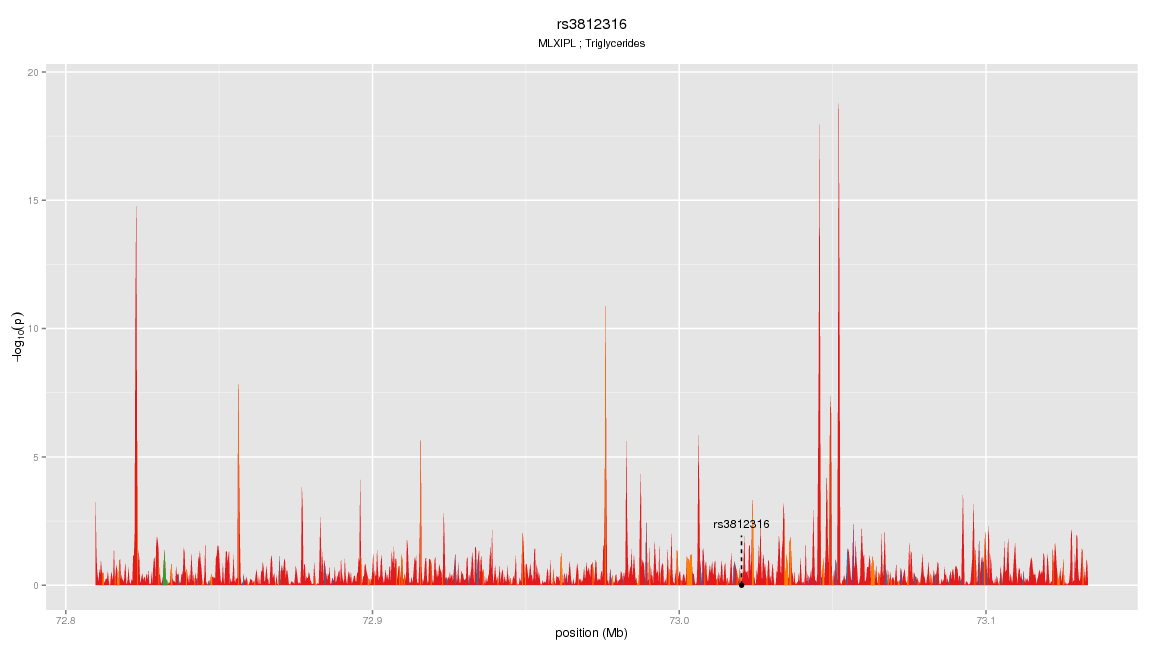 rs3812316
MLXIPL ; Triglycerides
20
15
10
5
0
−log10(p)
rs3812316
72.8 72.9 73.0 73.1
position (Mb)